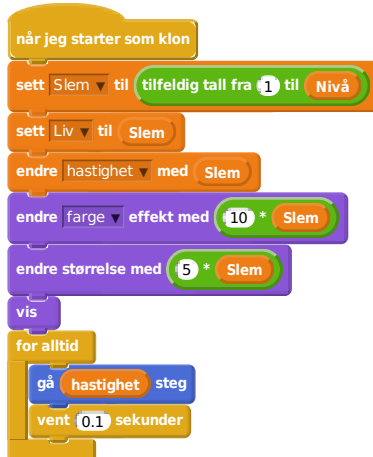 når jeg starter som klon
sett Slem til tilfeldig tall fra 1 til Nivå
sett Liv til Slem
endre hastighet med Slem
endre farge effekt med 10 * Slem
endre størrelse med 5 * Slem
vis
for alltid
gå hastighet steg
vent 0.1 sekunder